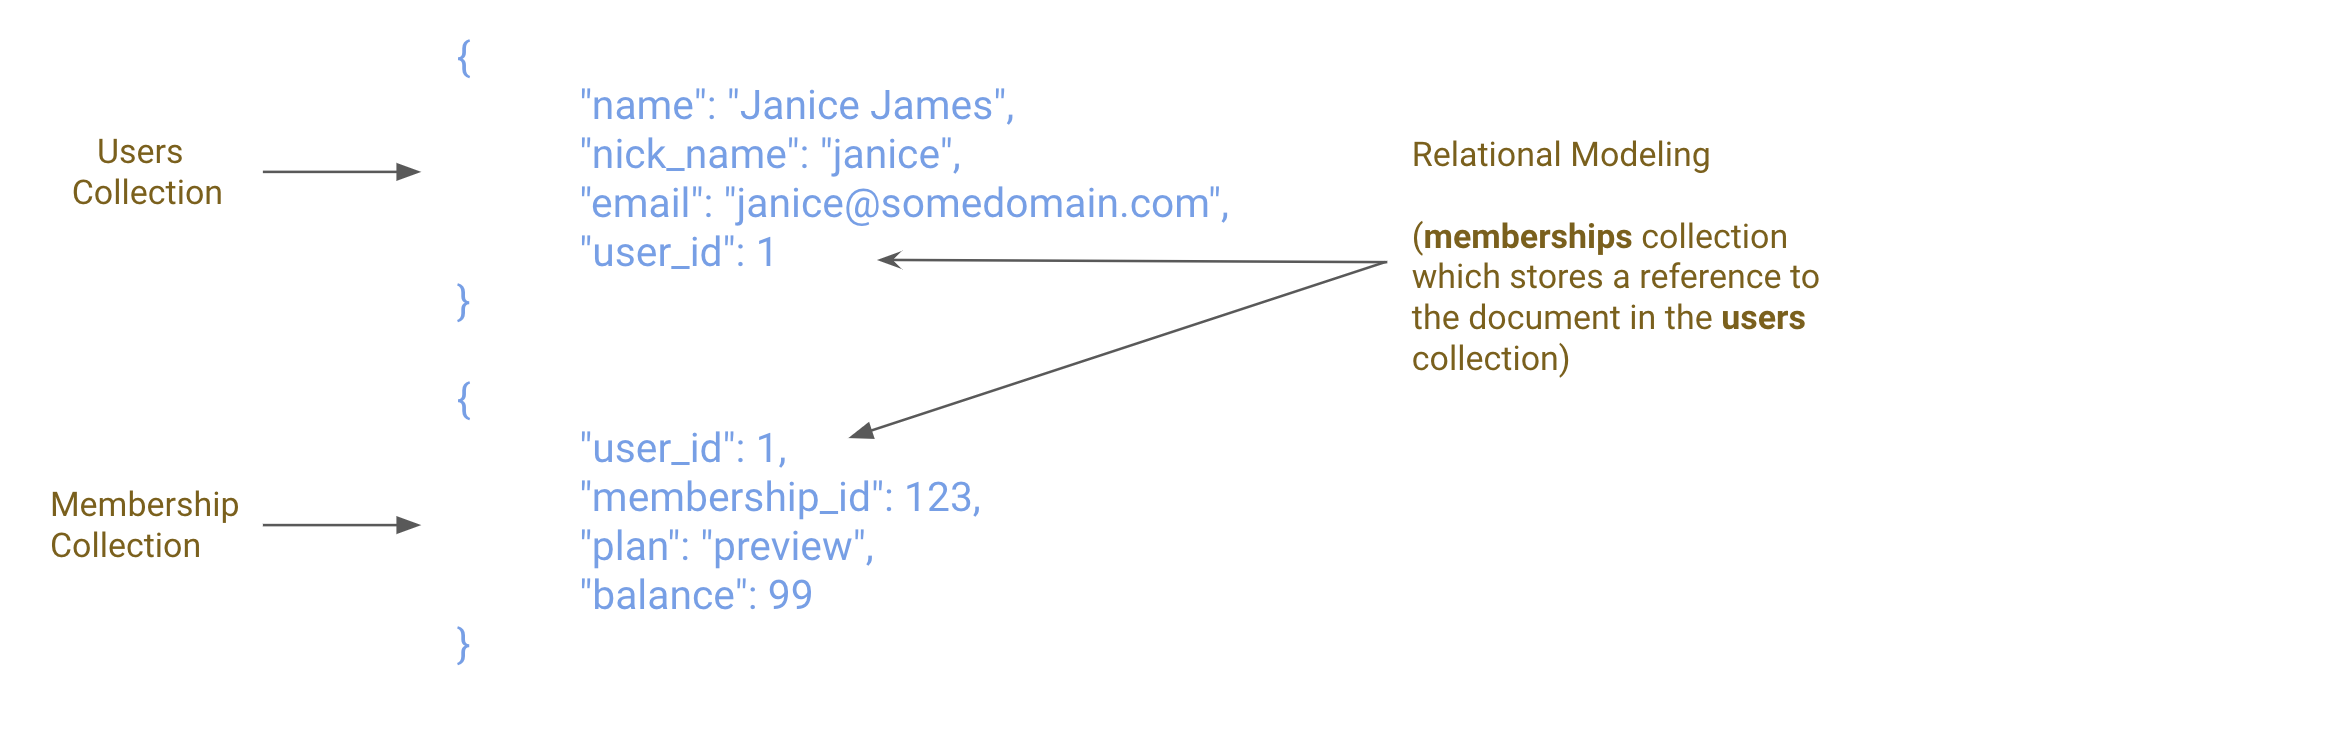 {
"name": "Janice James",
"nick_name": "janice",
"email": "janice@somedomain.com",
"user_id": 1
}
Users
Collection
Relational Modeling
(memberships collection
which stores a reference to
the document in the users
collection)
{
"user_id": 1,
"membership_id": 123,
"plan": "preview",
"balance": 99
}
Membership
Collection